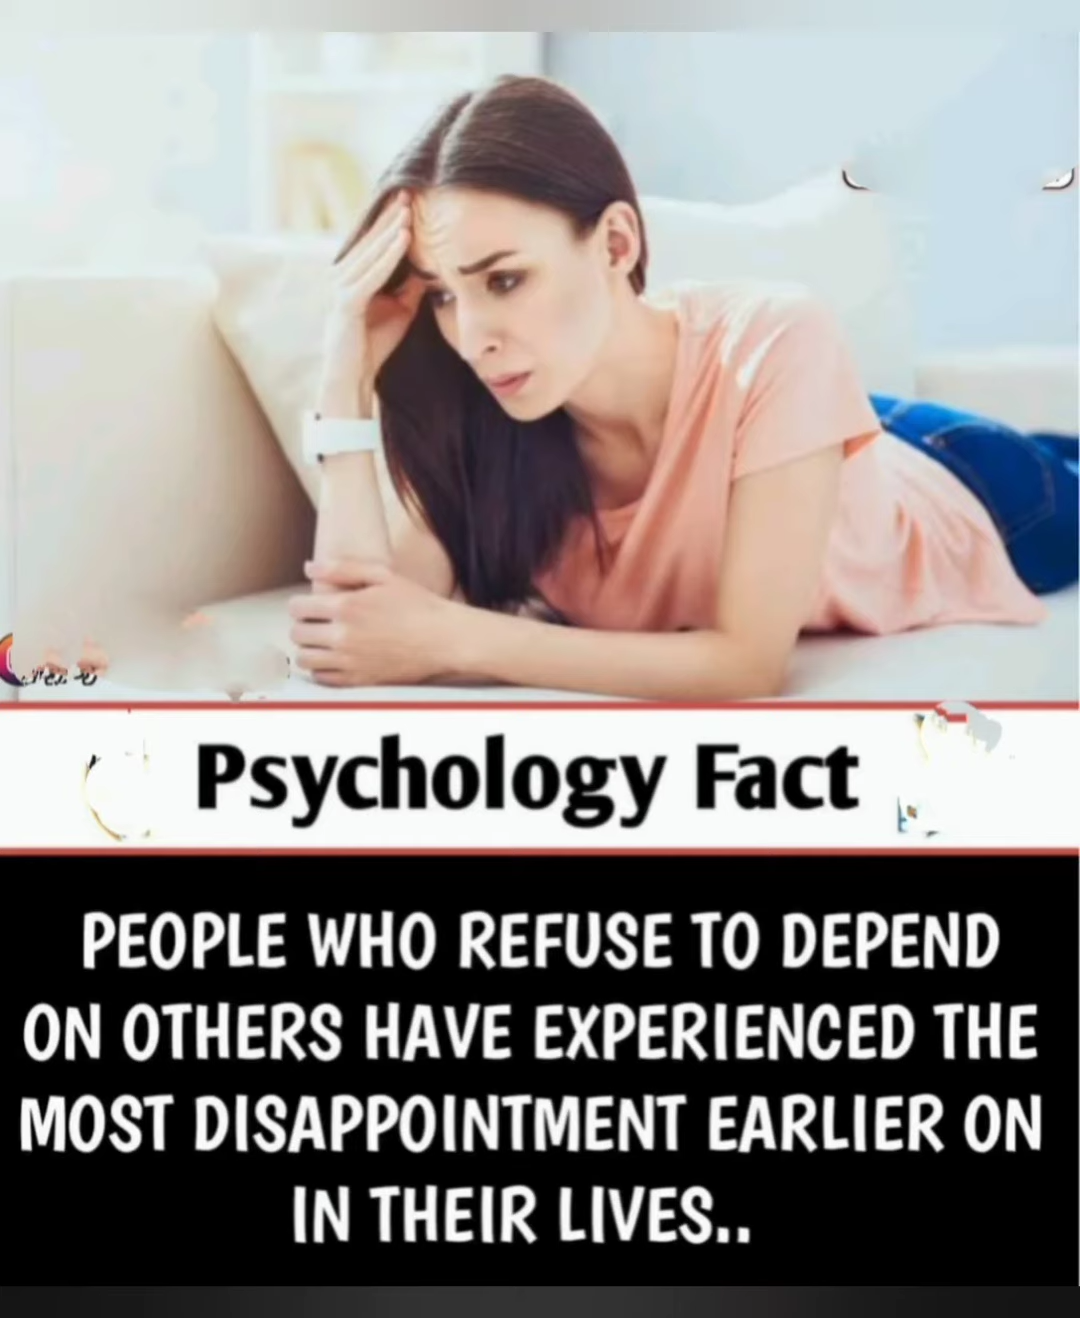 Psychology Fact
PEOPLE WHO REFUSE TO DEPEND
ON OTHERS HAVE EXPERIENCED THE
MOST DISAPPOINTMENT EARLIER ON
IN THEIR LIVES..